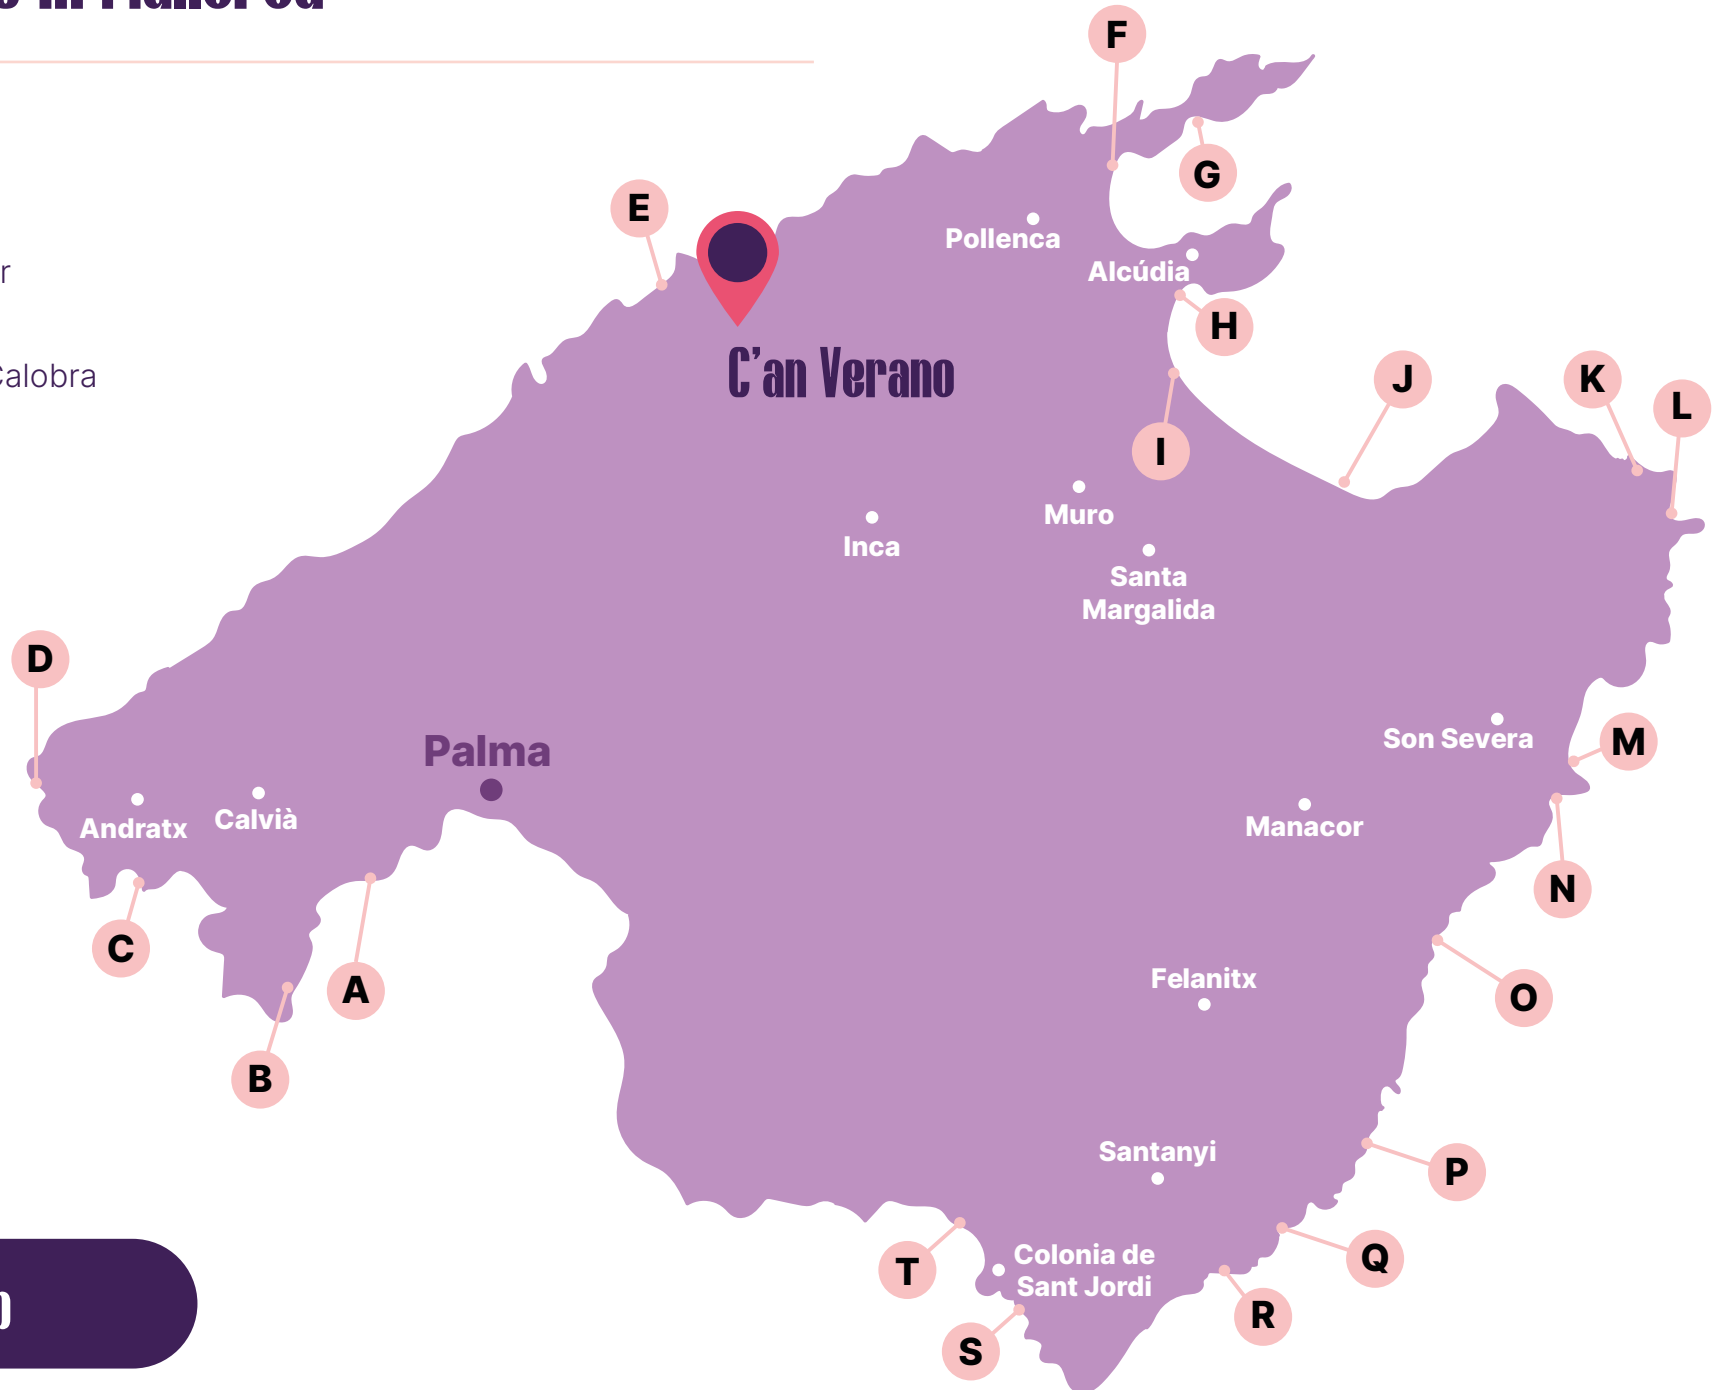 F
G
E
Pollenca
Alcúdia
H
C'an Verano
Calobra
J
K
L
I
Muro
Inca
Santa
Margalida
D
Palma
Son Severa
M
Andratx
Calvià
Manacor
N
C
A
Felanitx
O
B
Santanyi
P
T
Colonia de
Sant Jordi
Q
R
S